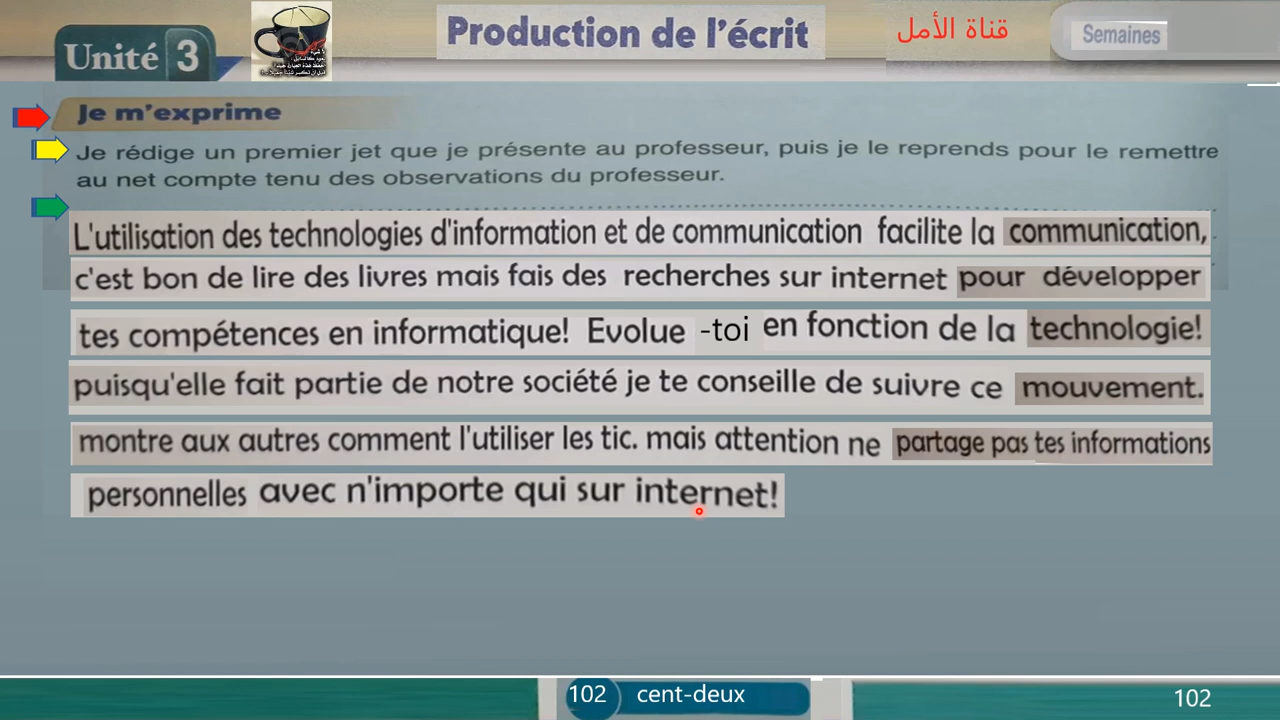 Unité 3
Production de l'écrit
قناة الأمل
Semaines
Je m'exprime
Je rédige un premier jet que je présente au professeur, puis je le reprends pour le remettre
au net compte tenu des observations du professeur.
L'utilisation des technologies d'information et de communication facilite la communication,
c'est bon de lire des livres mais fais des recherches sur internet pour développer
tes compétences en informatique! Evolue -toi en fonction de la technologie!
puisqu'elle fait partie de notre société je te conseille de suivre ce mouvement.
montre aux autres comment l'utiliser les tic. mais attention ne partage pas tes informations
personnelles avec n'importe qui sur internet!
102 cent-deux
102